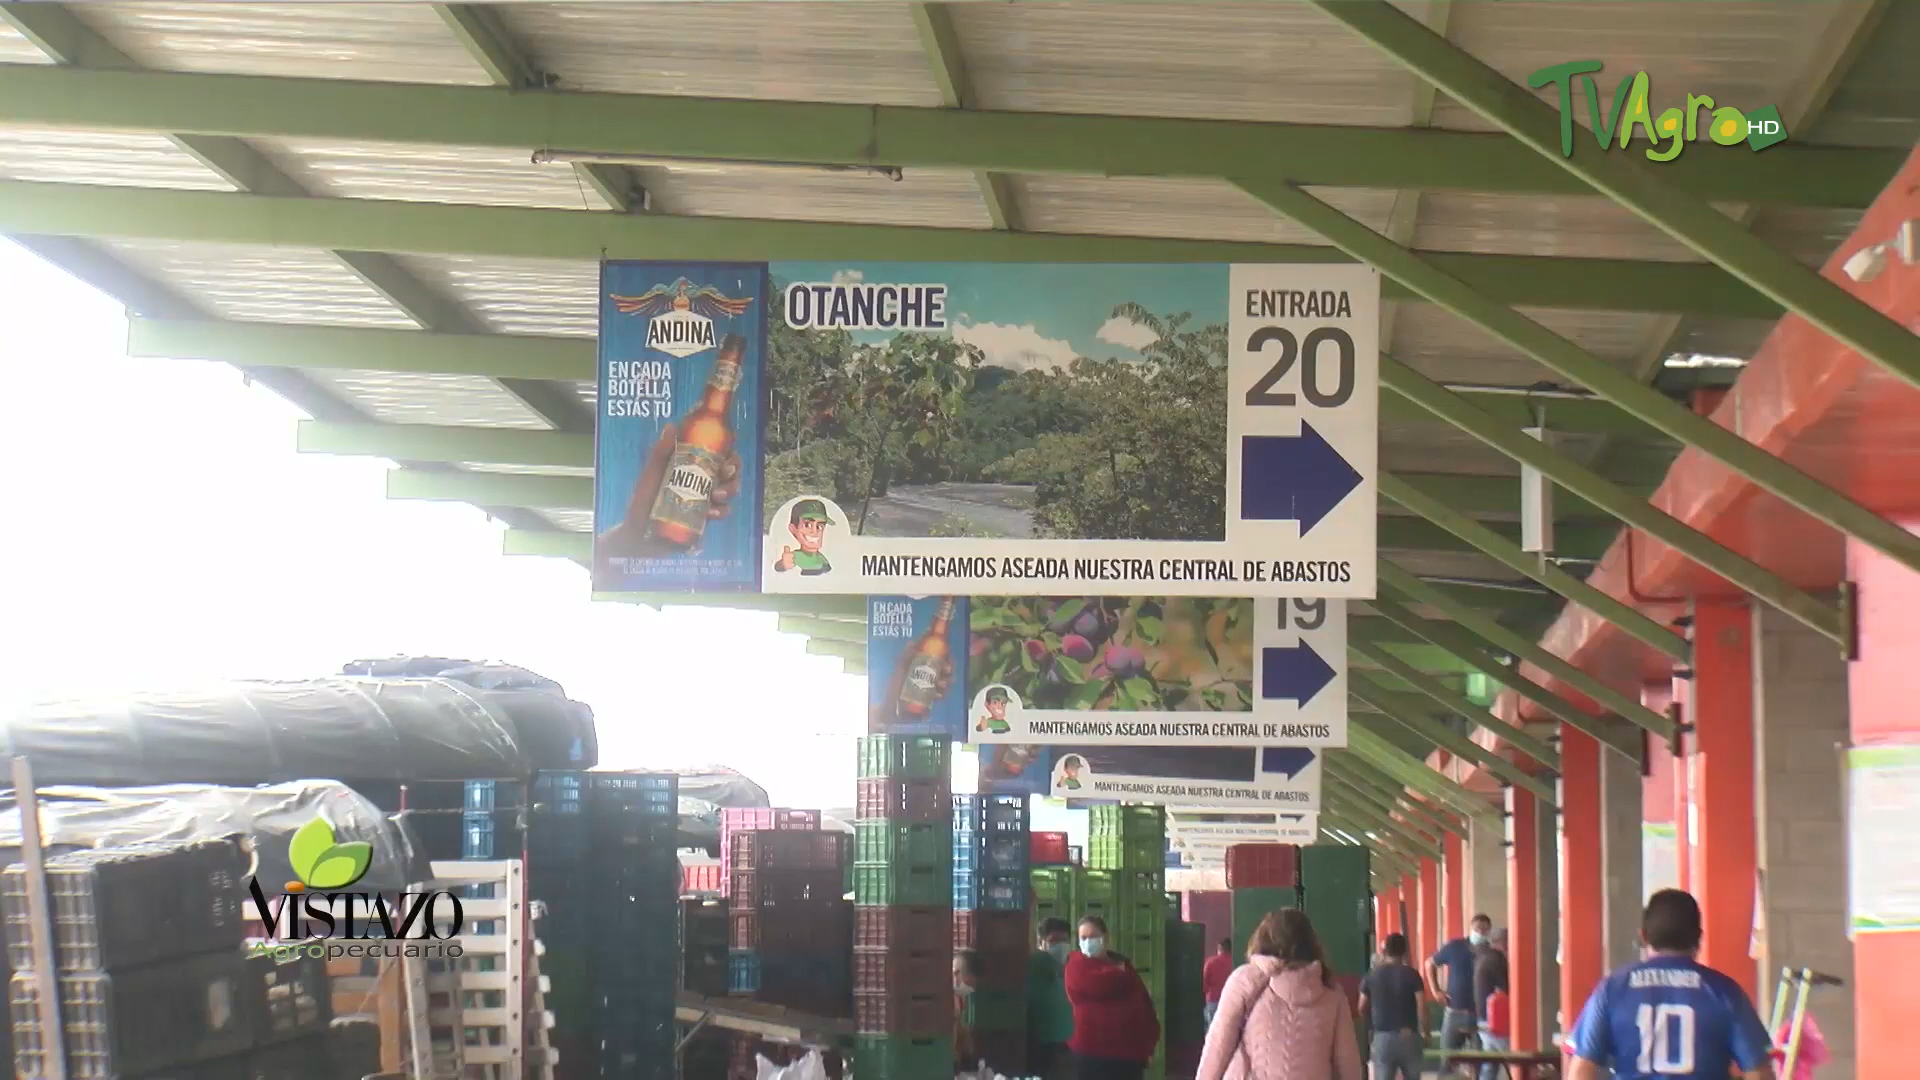 TVAgro HD
ANDINA
EN CADA
BOTELLA
ESTÁS TÚ
ANDINA
OTANCHE
ENTRADA
20
MANTENGAMOS ASEADA NUESTRA CENTRAL DE ABASTOS
EN CADA
BOTELLA
ESTÁS TÚ
ANDINA
19
MANTENGAMOS ASEADA NUESTRA CENTRAL DE ABASTOS
MANTENGAMOS ASEADA NUESTRA CENTRAL DE ABASTOS
VISTAZO
Agropecuario
ALEXANDER
10